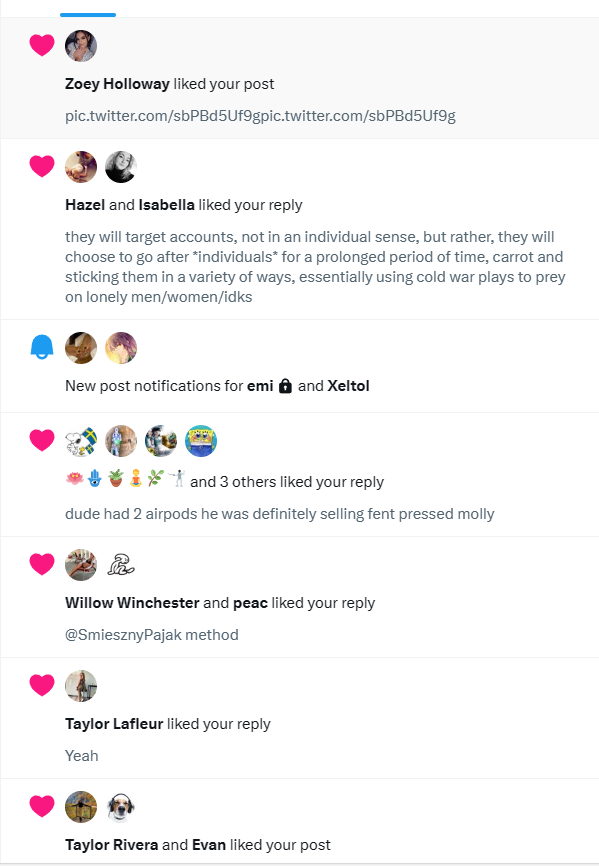 Zoey Holloway liked your post
pic.twitter.com/sbPBd5Uf9gpic.twitter.com/sbPBd5Uf9g
Hazel and Isabella liked your reply
they will target accounts, not in an individual sense, but rather, they will
choose to go after *individuals* for a prolonged period of time, carrot and
sticking them in a variety of ways, essentially using cold war plays to prey
on lonely men/women/idks
New post notifications for emi 🔒 and Xeltol
🪷🪬🪴🧘🌿🤺 and 3 others liked your reply
dude had 2 airpods he was definitely selling fent pressed molly
Willow Winchester and peac liked your reply
@SmiesznyPajak method
Taylor Lafleur liked your reply
Yeah
Taylor Rivera and Evan liked your post